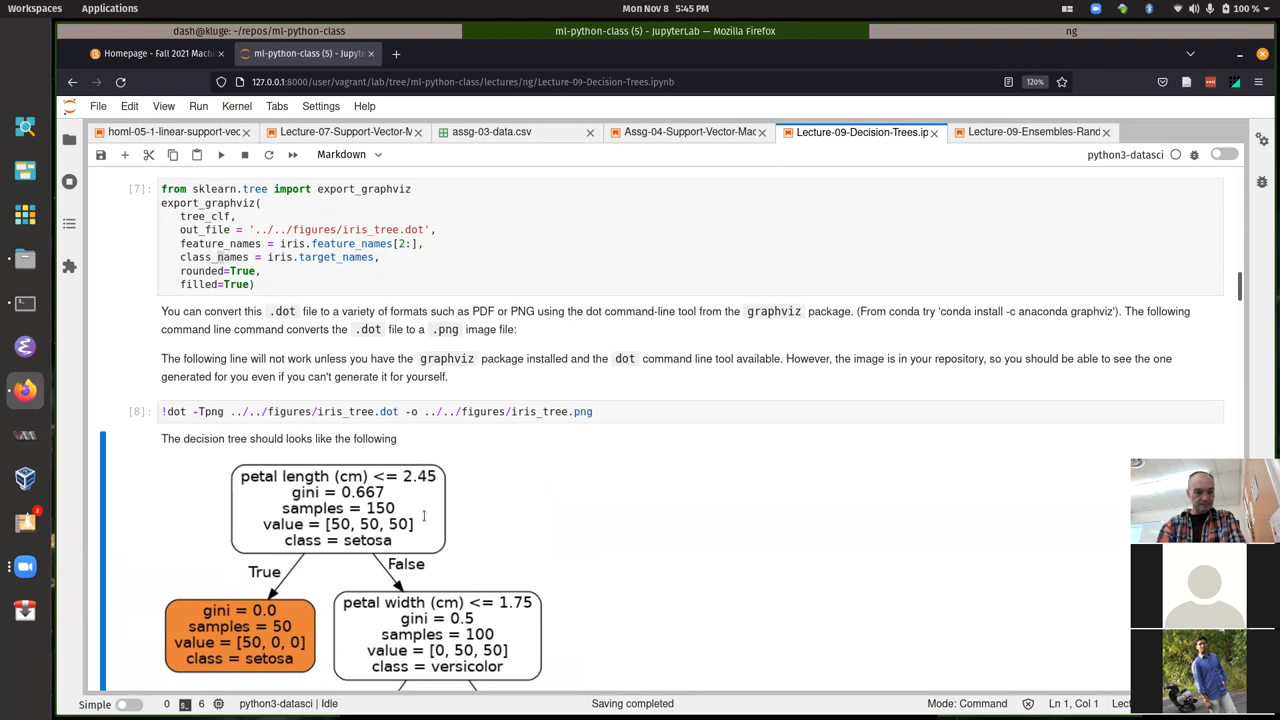 Workspaces
Applications
Mon Nov 8
5:45 PM
100 %
dash@kluge:~/repos/ml-python-class
ml-python-class (5) - JupyterLab — Mozilla Firefox
ng
Homepage - Fall 2021 Machi
ml-python-class (5) - Jupyte
127.0.0.1:8000/user/vagrant/lab/tree/ml-python-class/lectures/ng/Lecture-09-Decision-Trees.ipynb
120%
File Edit View Run Kernel Tabs Settings Help
homl-05-1-linear-support-vec
Lecture-07-Support-Vector-M
assg-03-data.csv
Assg-04-Support-Vector-Mac
Lecture-09-Decision-Trees.ip
Lecture-09-Ensembles-Rand
Markdown
python3-datasci
[7]:
from sklearn.tree import export_graphviz
export_graphviz(
tree_clf,
out_file = '../../figures/iris_tree.dot',
feature_names = iris.feature_names[2:],
class_names = iris.target_names,
rounded=True,
filled=True)
You can convert this .dot file to a variety of formats such as PDF or PNG using the dot command-line tool from the graphviz package. (From conda try 'conda install -c anaconda graphviz'). The following
command line command converts the .dot file to a .png image file:
The following line will not work unless you have the graphviz package installed and the dot command line tool available. However, the image is in your repository, so you should be able to see the one
generated for you even if you can't generate it for yourself.
[8]:
!dot -Tpng ../../figures/iris_tree.dot -o ../../figures/iris_tree.png
The decision tree should looks like the following
petal length (cm) <= 2.45
gini = 0.667
samples = 150
value = [50, 50, 50]
class = setosa
True
False
gini = 0.0
samples = 50
value = [50, 0, 0]
class = setosa
petal width (cm) <= 1.75
gini = 0.5
samples = 100
value = [0, 50, 50]
class = versicolor
Simple
0
6
python3-datasci | Idle
Saving completed
Mode: Command
Ln 1, Col 1
Lect